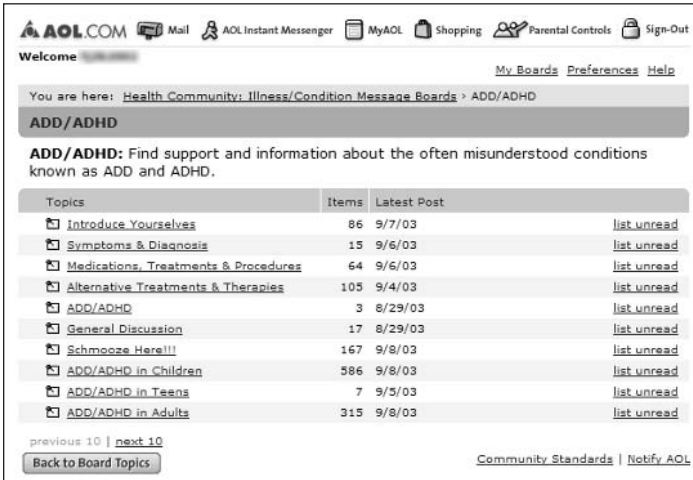 AOL.COM Mail AOL Instant Messenger MyAOL Shopping Parental Controls Sign-Out
Welcome
My Boards Preferences Help
You are here: Health Community: Illness/Condition Message Boards > ADD/ADHD
ADD/ADHD
ADD/ADHD: Find support and information about the often misunderstood conditions
known as ADD and ADHD.
Topics Items Latest Post
Introduce Yourselves 86 9/7/03 list unread
Symptoms & Diagnosis 15 9/6/03 list unread
Medications, Treatments & Procedures 64 9/6/03 list unread
Alternative Treatments & Therapies 105 9/4/03 list unread
ADD/ADHD 3 8/29/03 list unread
General Discussion 17 8/29/03 list unread
Schmooze Here!!! 167 9/8/03 list unread
ADD/ADHD in Children 586 9/8/03 list unread
ADD/ADHD in Teens 7 9/5/03 list unread
ADD/ADHD in Adults 315 9/8/03 list unread
previous 10 | next 10
Back to Board Topics Community Standards | Notify AOL